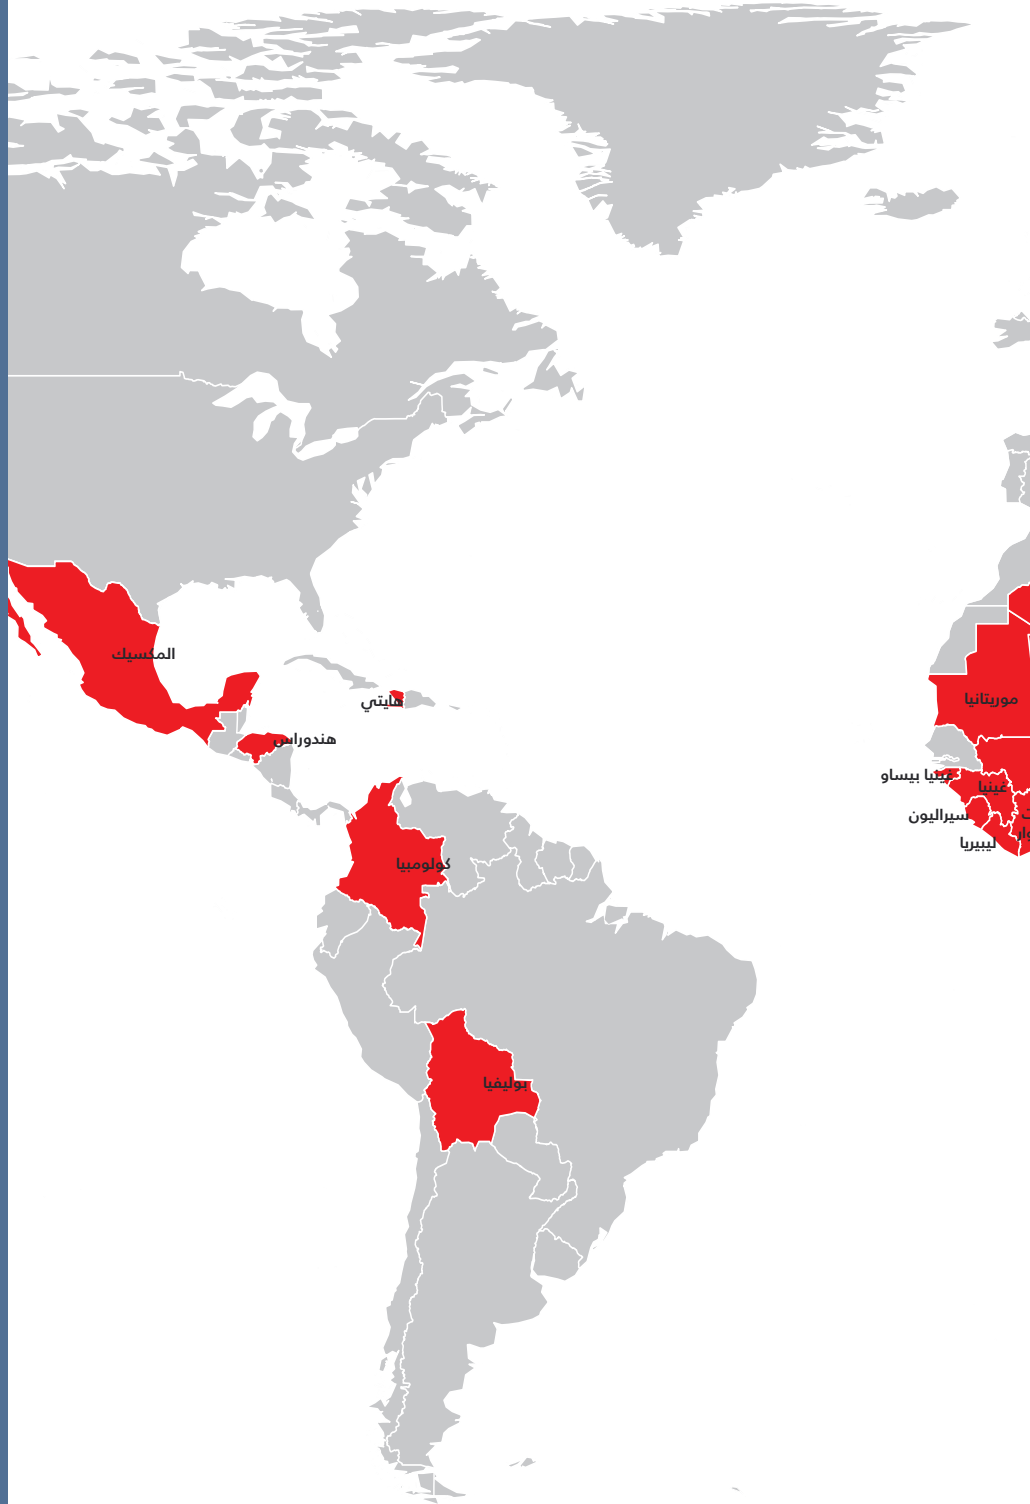 المكسيك
هايتي
موريتانيا
هندوراس
غينيا بيساو
غينيا
سيراليون
ليبيريا
كولومبيا
بوليفيا